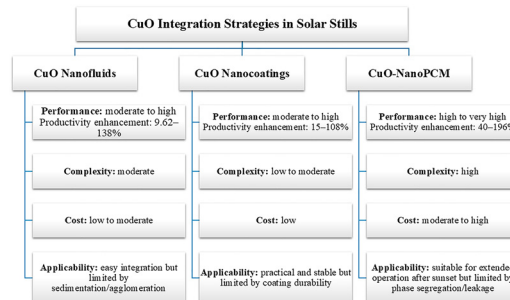 CuO Integration Strategies in Solar Stills
CuO Nanofluids
Performance: moderate to high
Productivity enhancement: 9.62–
138%
Complexity: moderate
Cost: low to moderate
Applicability: easy integration but
limited by
sedimentation/agglomeration
CuO Nanocoatings
Performance: moderate to high
Productivity enhancement: 15–108%
Complexity: low to moderate
Cost: low
Applicability: practical and stable but
limited by coating durability
CuO-NanoPCM
Performance: high to very high
Productivity enhancement: 40–196%
Complexity: high
Cost: moderate to high
Applicability: suitable for extended
operation after sunset but limited by
phase segregation/leakage